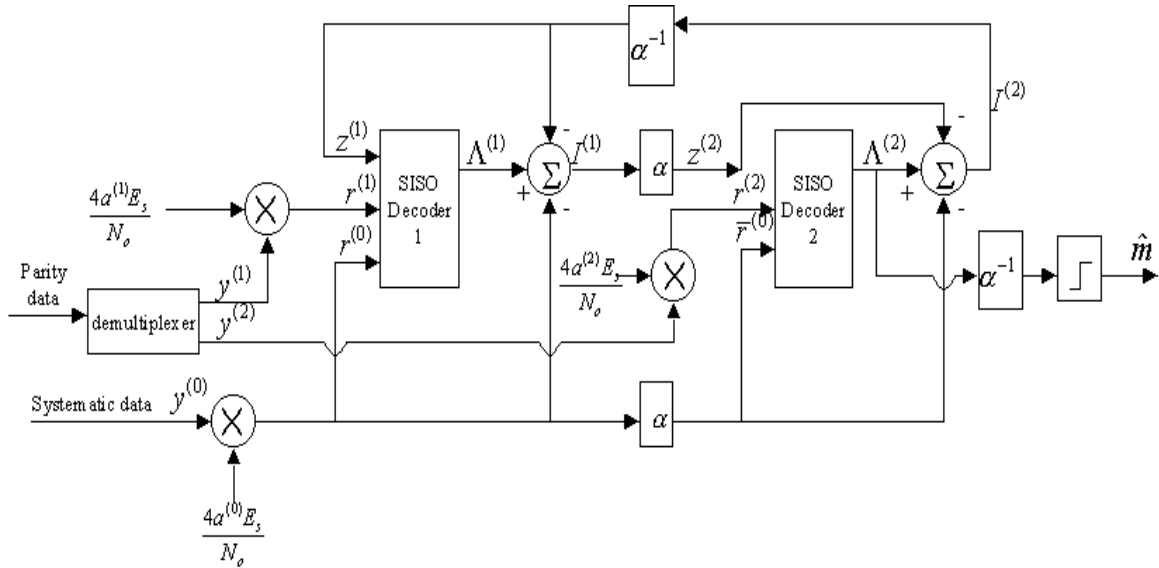 α⁻¹
I⁽²⁾
z⁽¹⁾
SISO
Decoder
1
Λ⁽¹⁾
-
Σ
+
-
I⁽¹⁾
α
z⁽²⁾
SISO
Decoder
2
Λ⁽²⁾
-
Σ
+
-
4a⁽¹⁾Eₛ
Nₒ
×
r⁽¹⁾
r⁽⁰⁾
r⁽²⁾
r̅⁽⁰⁾
4a⁽²⁾Eₛ
Nₒ
×
α⁻¹
m̂
Parity
data
demultiplexer
y⁽¹⁾
y⁽²⁾
Systematic data
y⁽⁰⁾
×
α
4a⁽⁰⁾Eₛ
Nₒ